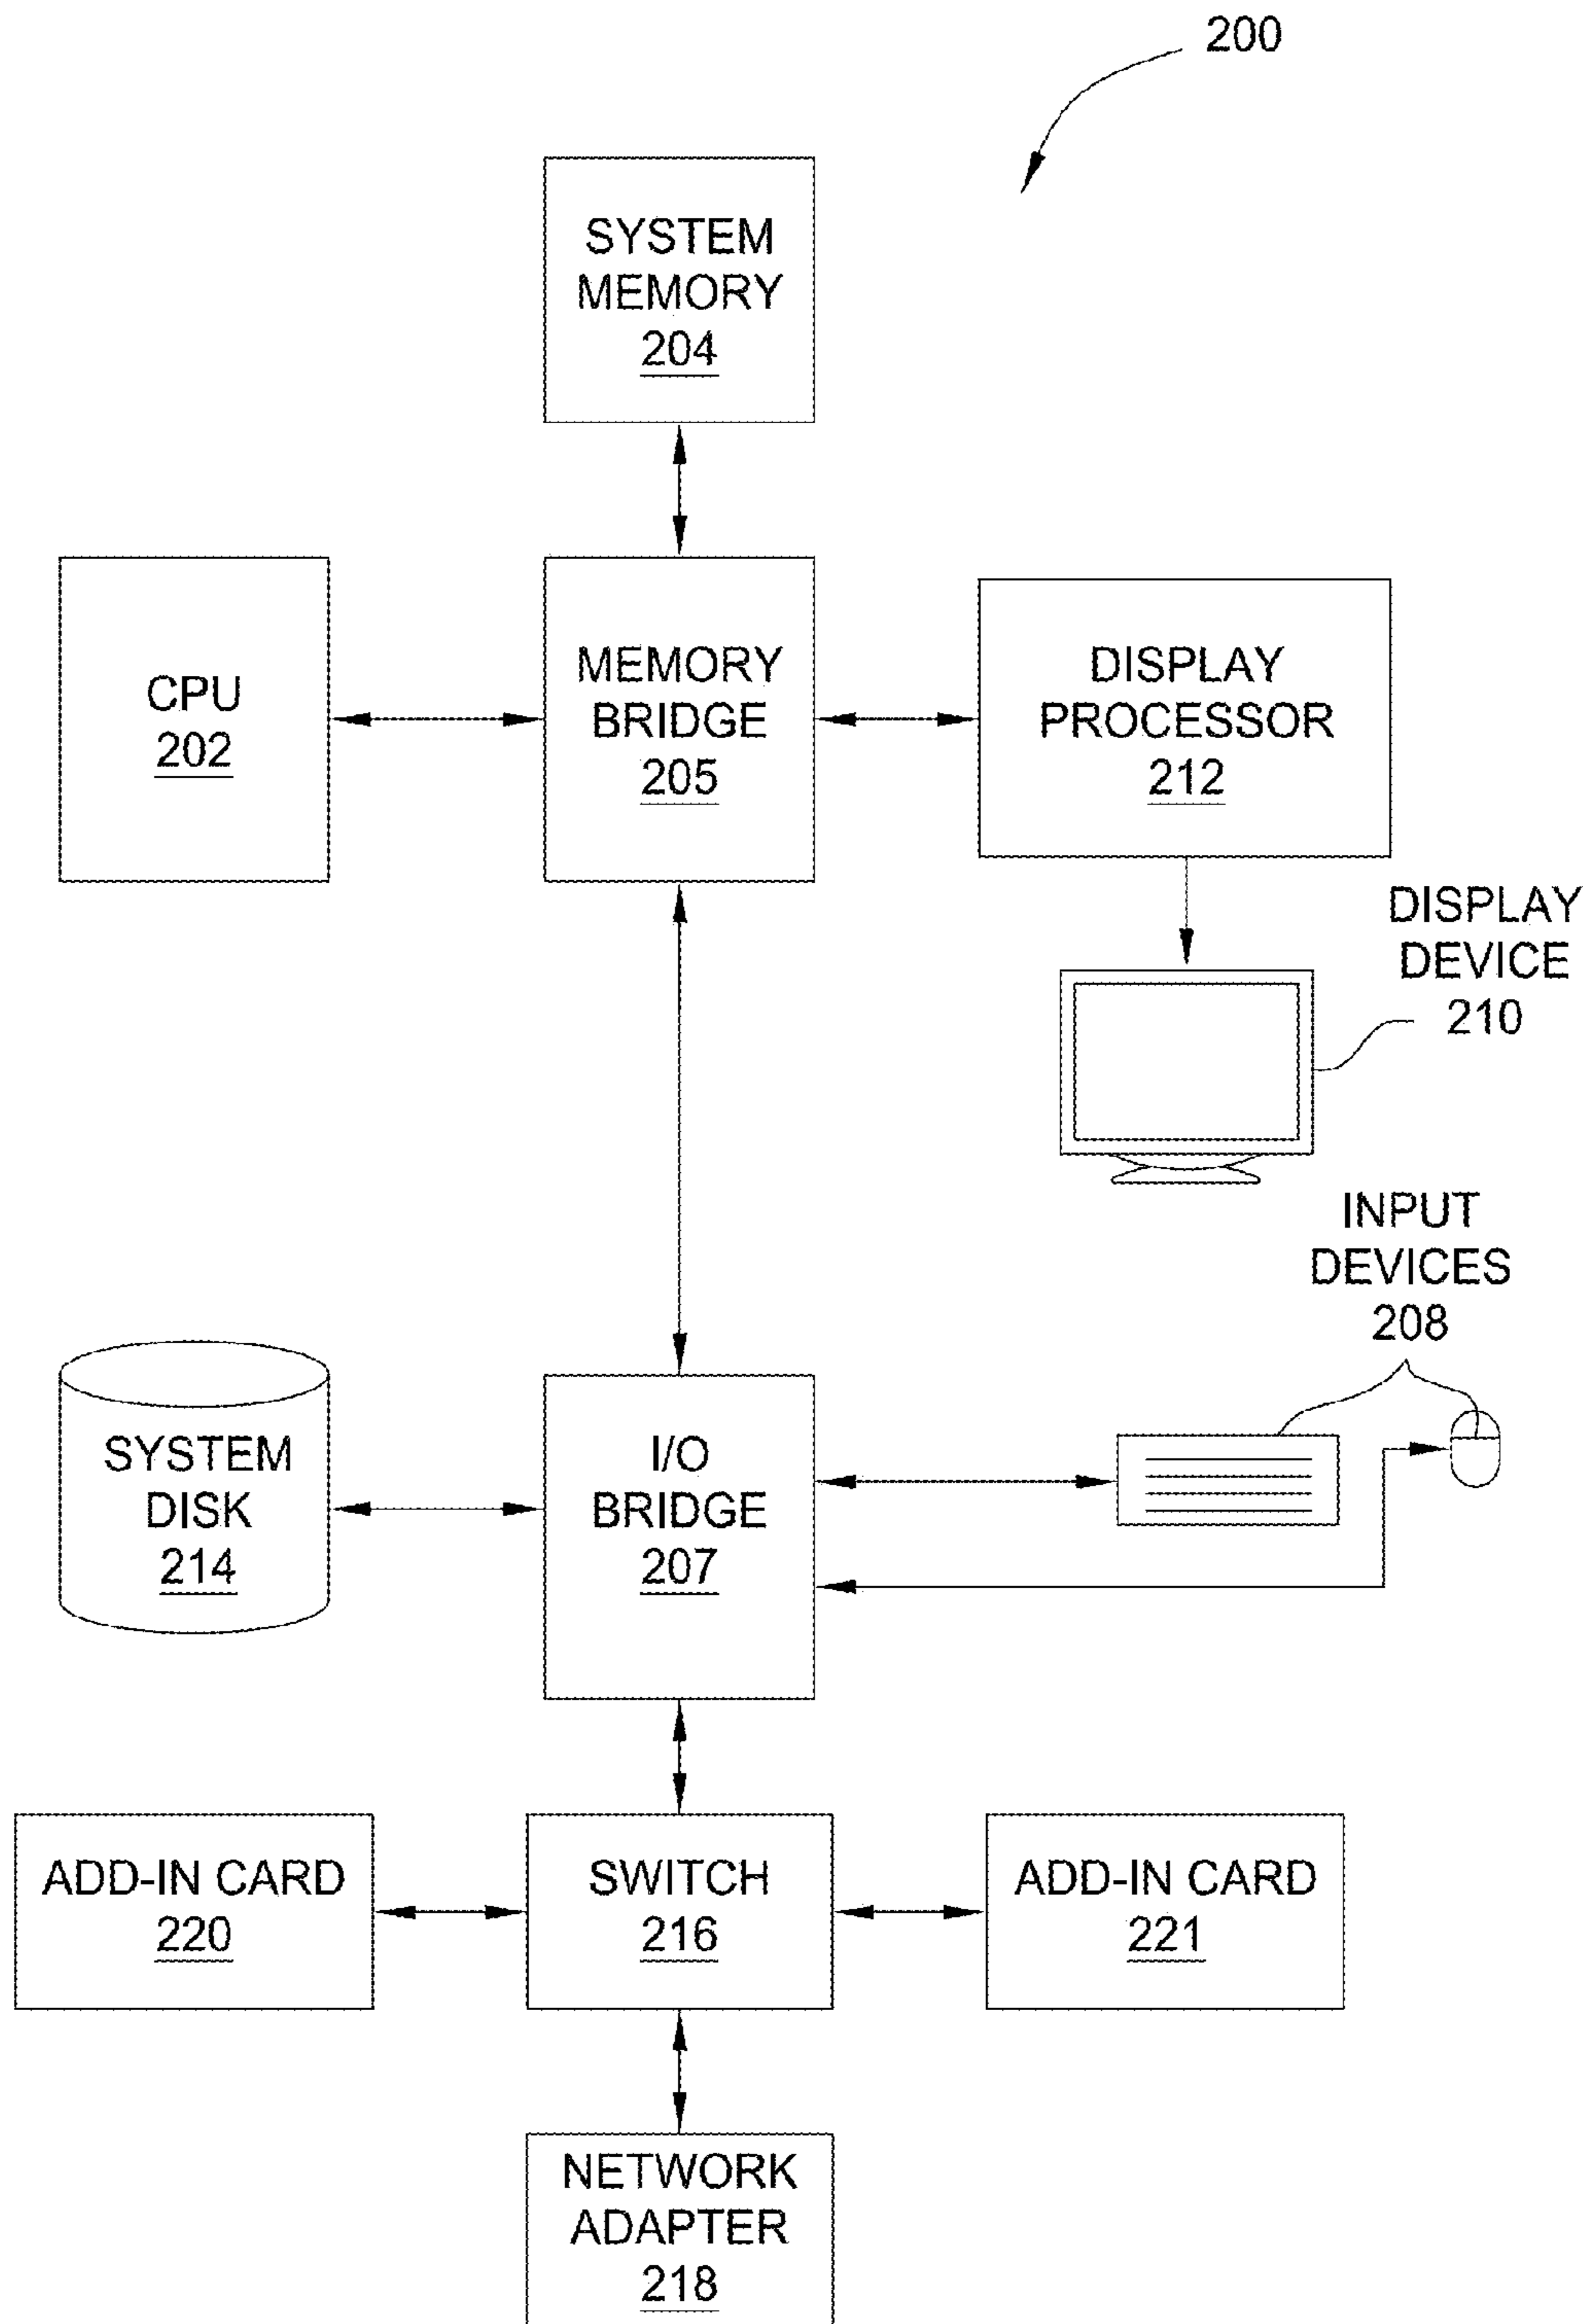 200
SYSTEM
MEMORY
204
CPU
202
MEMORY
BRIDGE
205
DISPLAY
PROCESSOR
212
DISPLAY
DEVICE
210
INPUT
DEVICES
208
SYSTEM
DISK
214
I/O
BRIDGE
207
ADD-IN CARD
220
SWITCH
216
ADD-IN CARD
221
NETWORK
ADAPTER
218